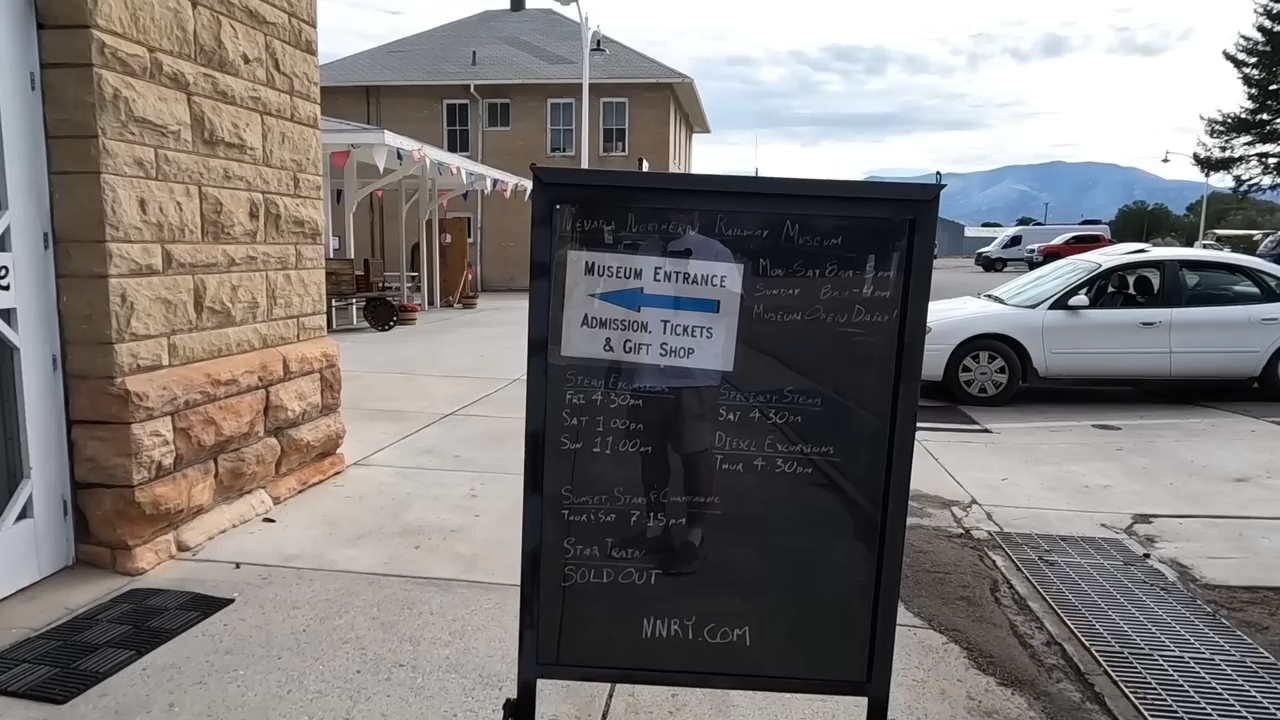 Nevada Northern Railway Museum
Museum Entrance
Admission, Tickets
& Gift Shop
Mon-Sat 8am-5pm
Sunday 8am-4pm
Museum Open Daily!
Steam Excursions
Fri 4:30pm
Sat 1:00pm
Sun 11:00am
Specialty Steam
Sat 4:30pm
Diesel Excursions
Thur 4:30pm
Sunset, Stars & Champagne
Thur & Sat 7:15pm
Star Train
SOLD OUT
NNRY.COM